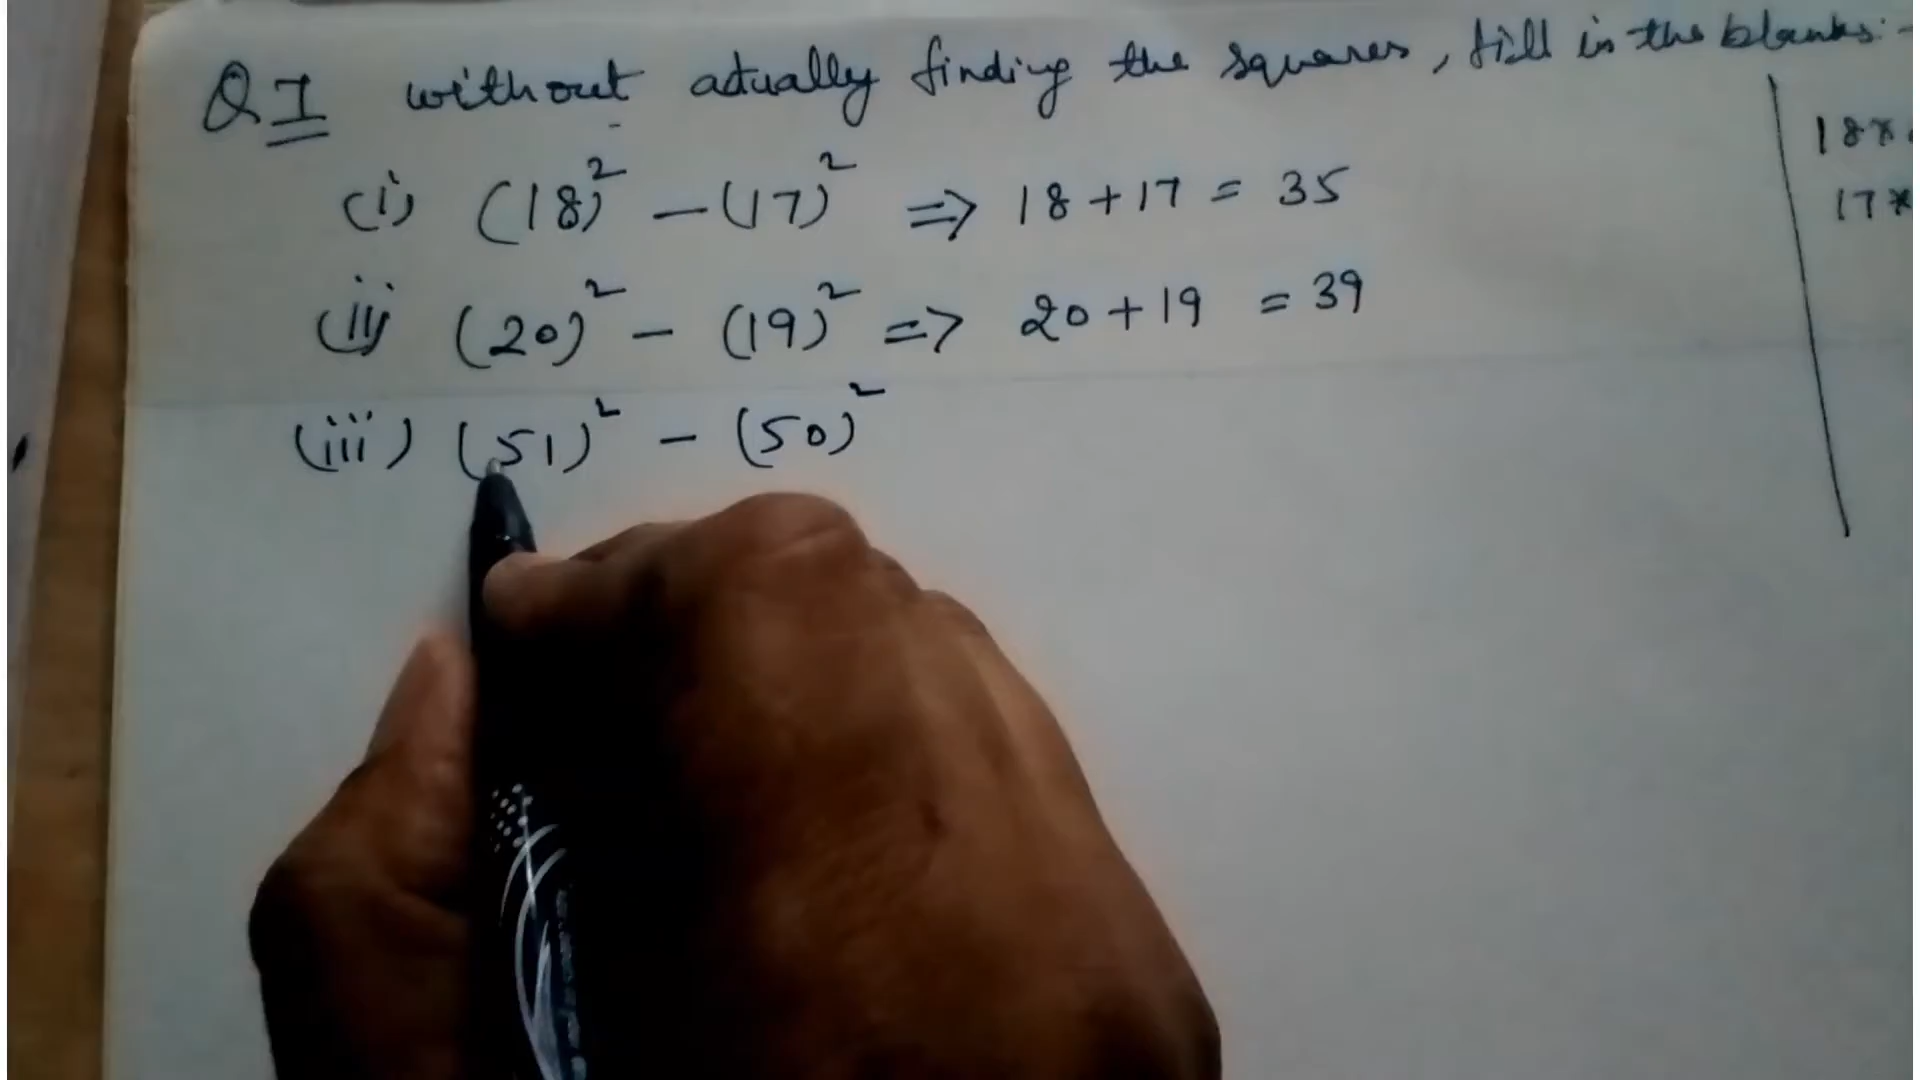 Q I without actually finding the squares, fill in the blanks:-
(i) (18)² - (17)² => 18 + 17 = 35
(ii) (20)² - (19)² => 20 + 19 = 39
(iii) (51)² - (50)²
18*
17*